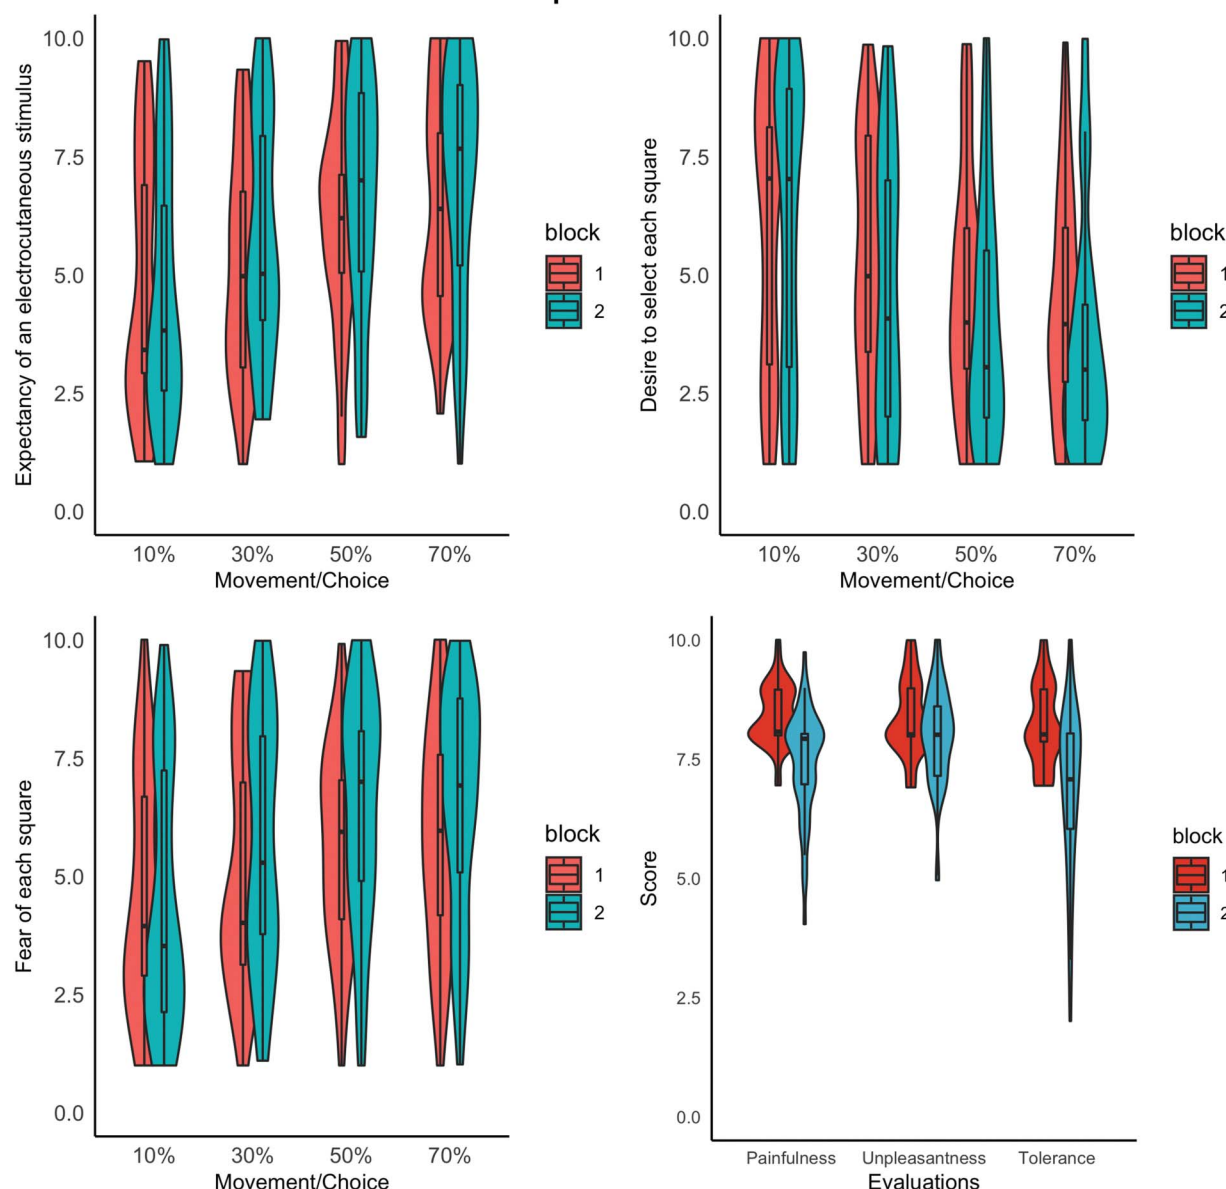 Expectancy of an electrocutaneous stimulus
10.0
7.5
5.0
2.5
0.0
10% 30% 50% 70%
Movement/Choice
block
1
2
Desire to select each square
10.0
7.5
5.0
2.5
0.0
10% 30% 50% 70%
Movement/Choice
block
1
2
Fear of each square
10.0
7.5
5.0
2.5
0.0
10% 30% 50% 70%
Movement/Choice
block
1
2
Score
10.0
7.5
5.0
2.5
0.0
Painfulness Unpleasantness Tolerance
Evaluations
block
1
2